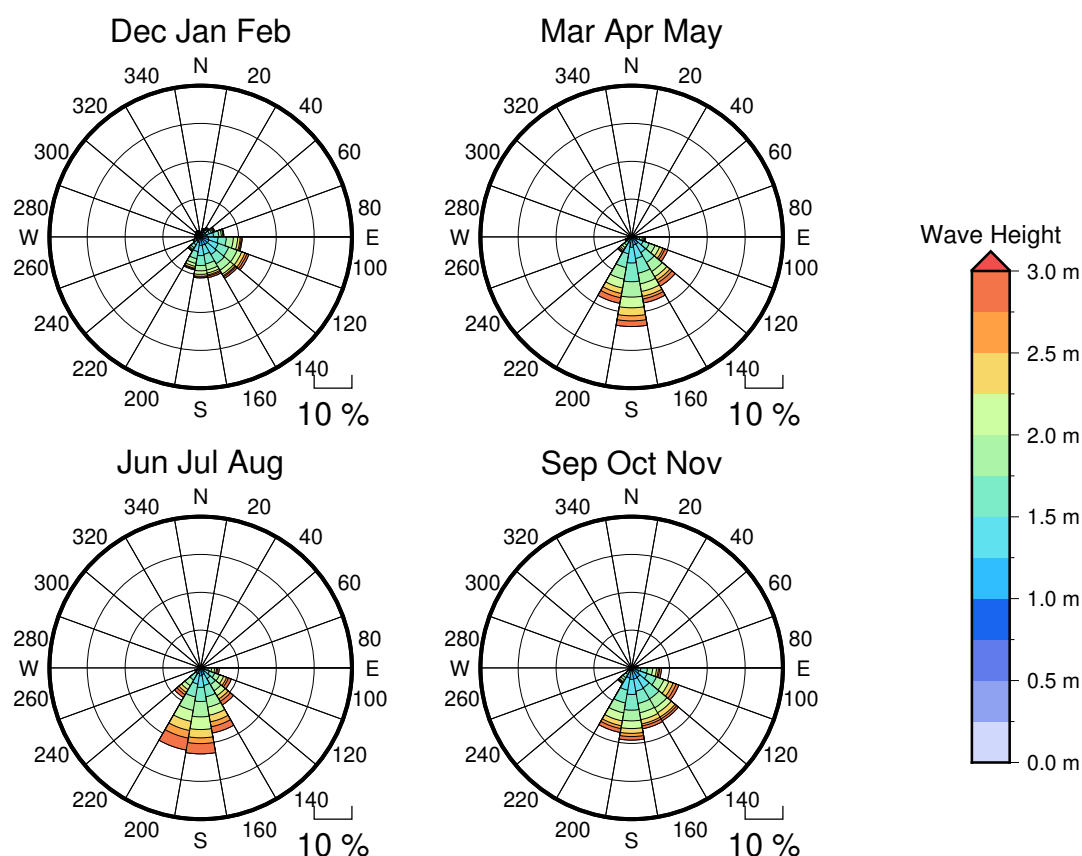 Dec Jan Feb
N
20
40
60
80
E
100
120
140
160
S
200
220
240
260
W
280
300
320
340
10 %
Mar Apr May
N
20
40
60
80
E
100
120
140
160
S
200
220
240
260
W
280
300
320
340
10 %
Jun Jul Aug
N
20
40
60
80
E
100
120
140
160
S
200
220
240
260
W
280
300
320
340
10 %
Sep Oct Nov
N
20
40
60
80
E
100
120
140
160
S
200
220
240
260
W
280
300
320
340
10 %
Wave Height
3.0 m
2.5 m
2.0 m
1.5 m
1.0 m
0.5 m
0.0 m